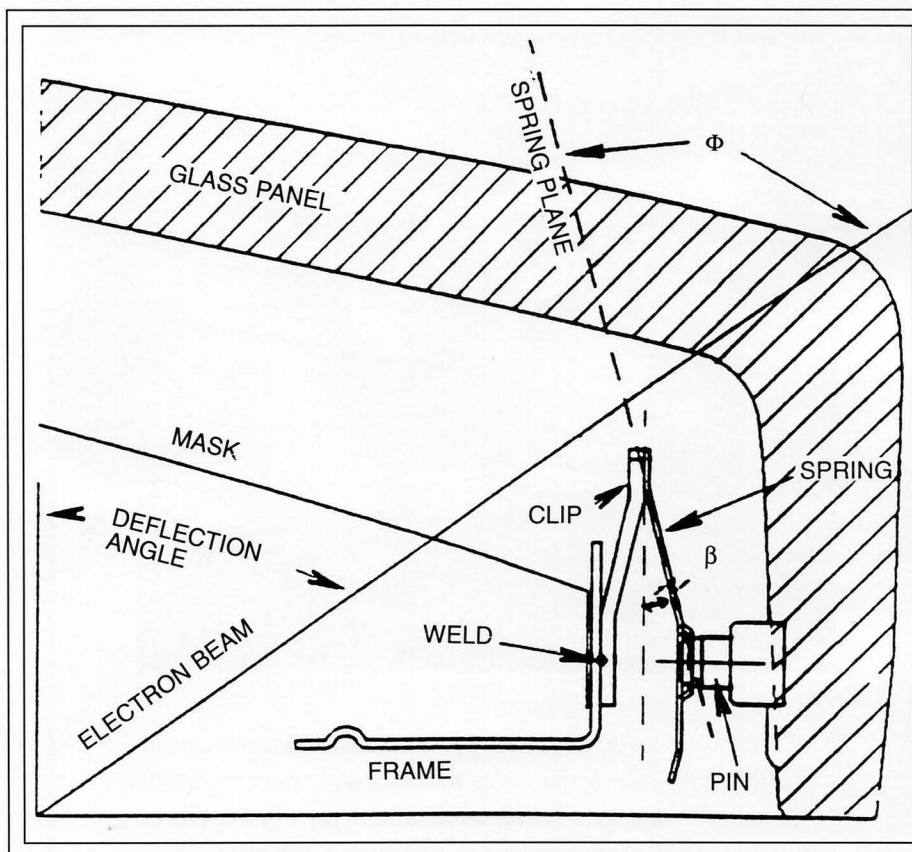 SPRING PLANE
Φ
GLASS PANEL
MASK
SPRING
CLIP
DEFLECTION
ANGLE
β
ELECTRON BEAM
WELD
FRAME
PIN